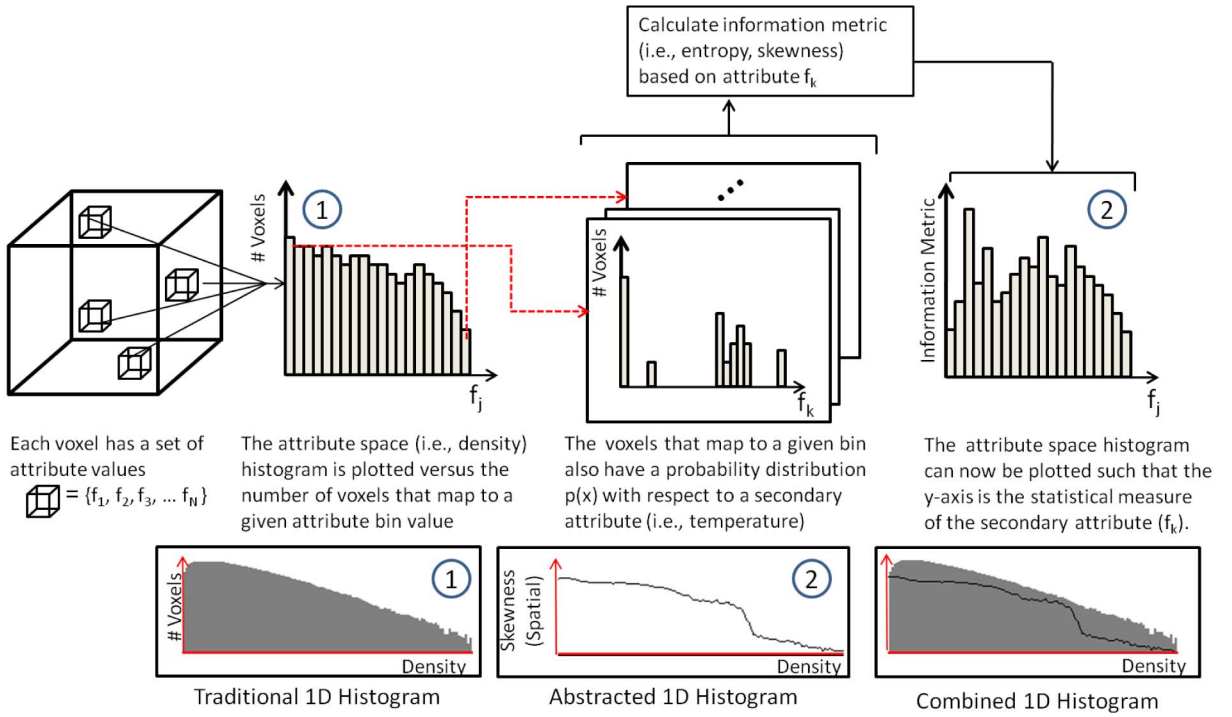 Calculate information metric
(i.e., entropy, skewness)
based on attribute fk
# Voxels
1
fj
# Voxels
fk
Information Metric
2
fj
Each voxel has a set of
attribute values
= {f1, f2, f3, ... fN}
The attribute space (i.e., density)
histogram is plotted versus the
number of voxels that map to a
given attribute bin value
The voxels that map to a given bin
also have a probability distribution
p(x) with respect to a secondary
attribute (i.e., temperature)
The attribute space histogram
can now be plotted such that the
y-axis is the statistical measure
of the secondary attribute (fk).
# Voxels
1
Density
Traditional 1D Histogram
Skewness
(Spatial)
2
Density
Abstracted 1D Histogram
# Voxels
Density
Combined 1D Histogram